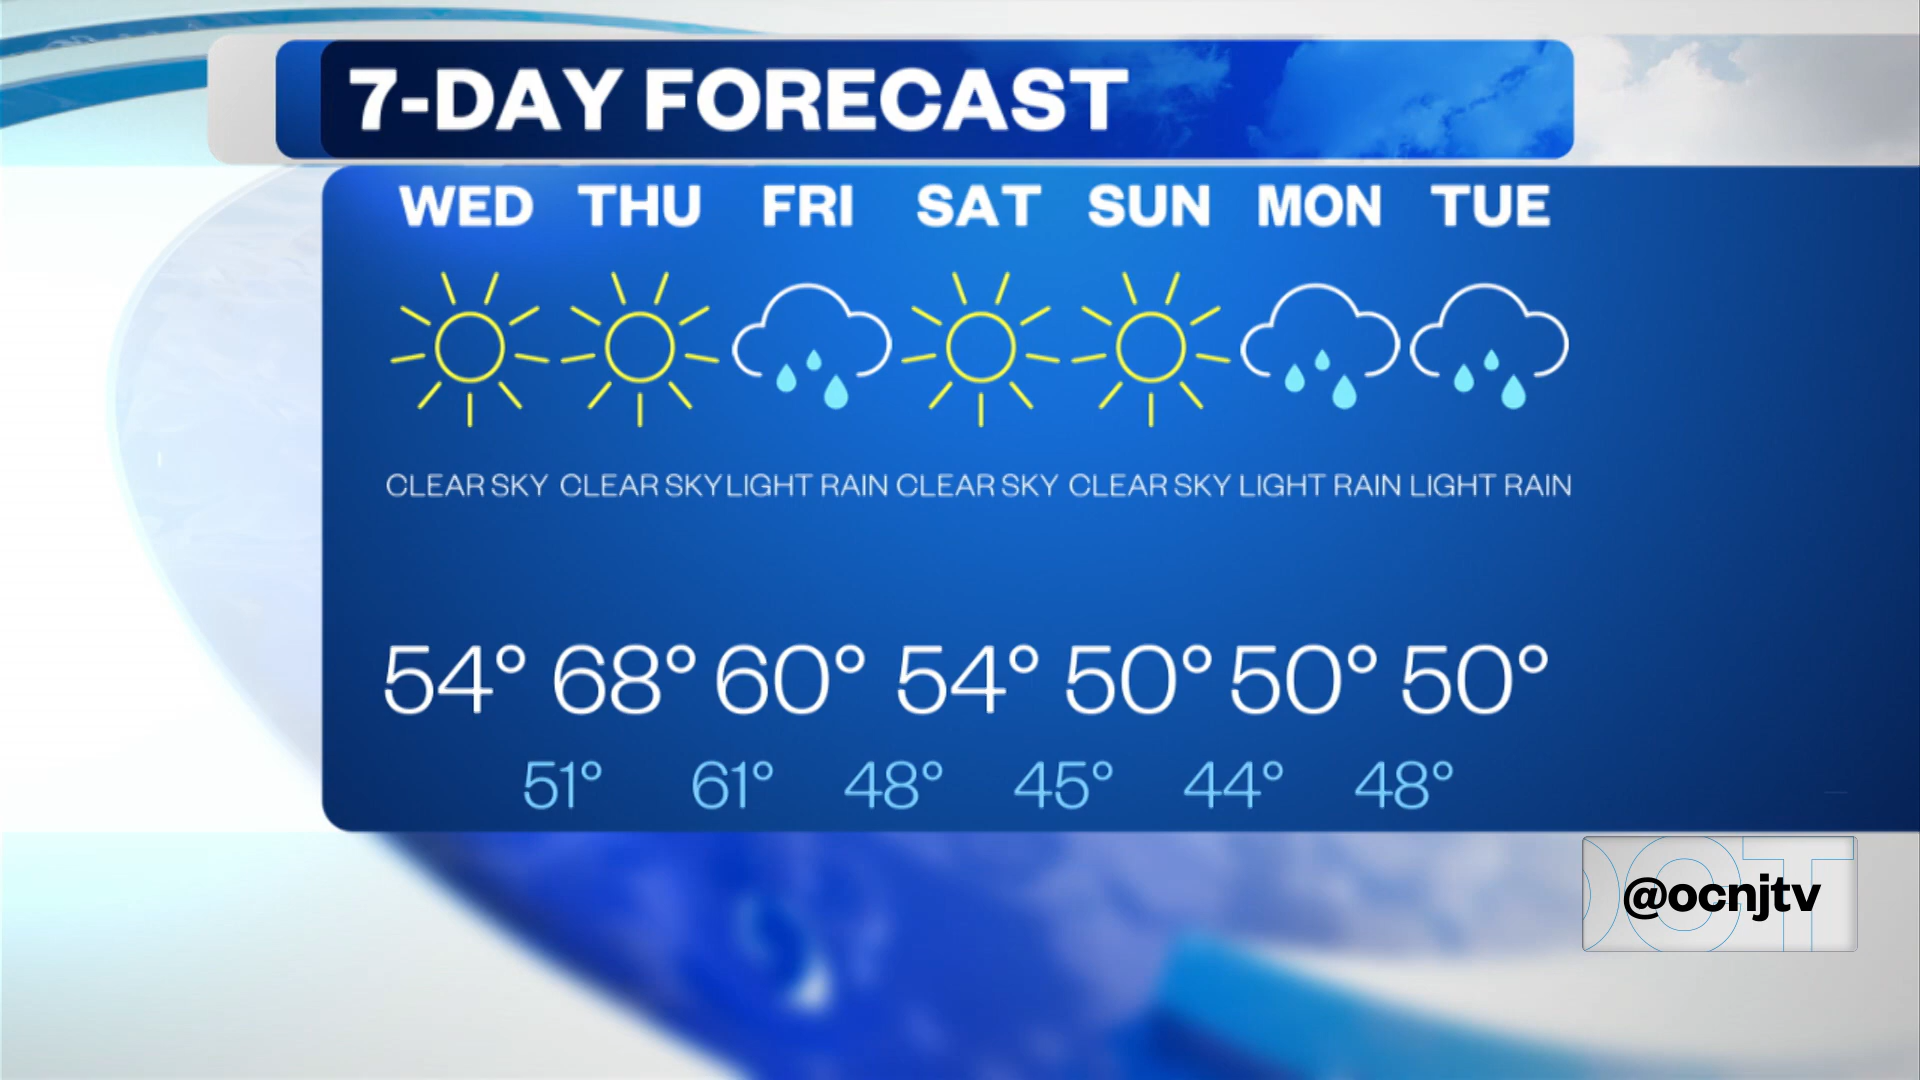 7-DAY FORECAST
WED THU FRI SAT SUN MON TUE
CLEAR SKY CLEAR SKY LIGHT RAIN CLEAR SKY CLEAR SKY LIGHT RAIN LIGHT RAIN
54° 68° 60° 54° 50° 50° 50°
51° 61° 48° 45° 44° 48°
@ocnjtv